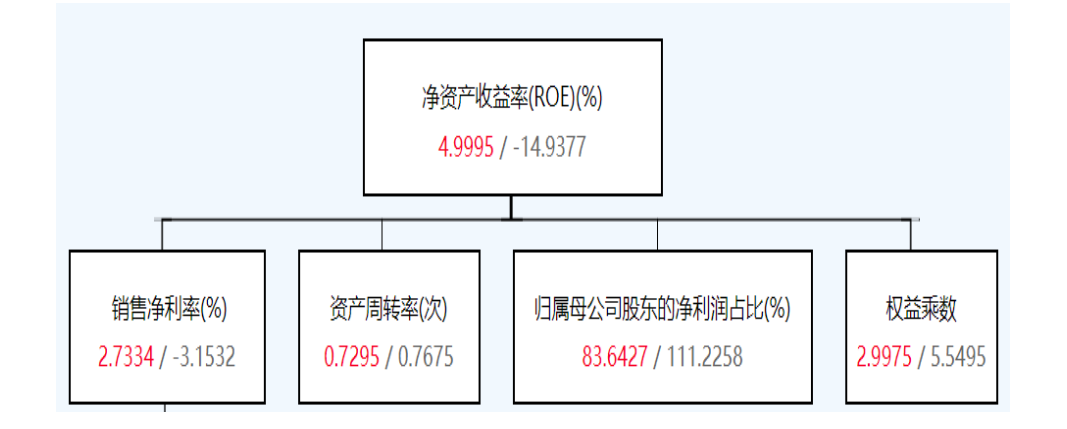 净资产收益率(ROE)(%)
4.9995 / -14.9377
销售净利率(%)
2.7334 / -3.1532
资产周转率(次)
0.7295 / 0.7675
归属母公司股东的净利润占比(%)
83.6427 / 111.2258
权益乘数
2.9975 / 5.5495